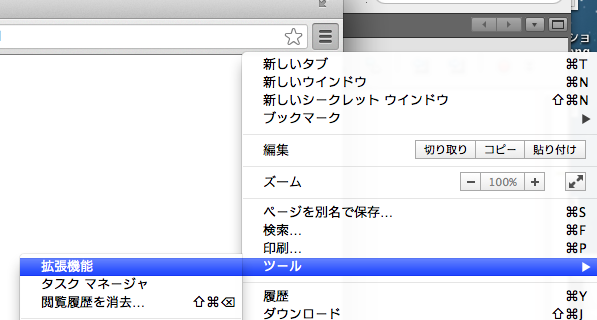 新しいタブ ⌘T
新しいウインドウ ⌘N
新しいシークレット ウインドウ ⇧⌘N
ブックマーク ▶
編集 切り取り コピー 貼り付け
ズーム − 100% +
ページを別名で保存... ⌘S
検索... ⌘F
印刷... ⌘P
ツール ▶
拡張機能
タスク マネージャ
閲覧履歴を消去... ⇧⌘⌫
履歴 ⌘Y
ダウンロード ⇧⌘J